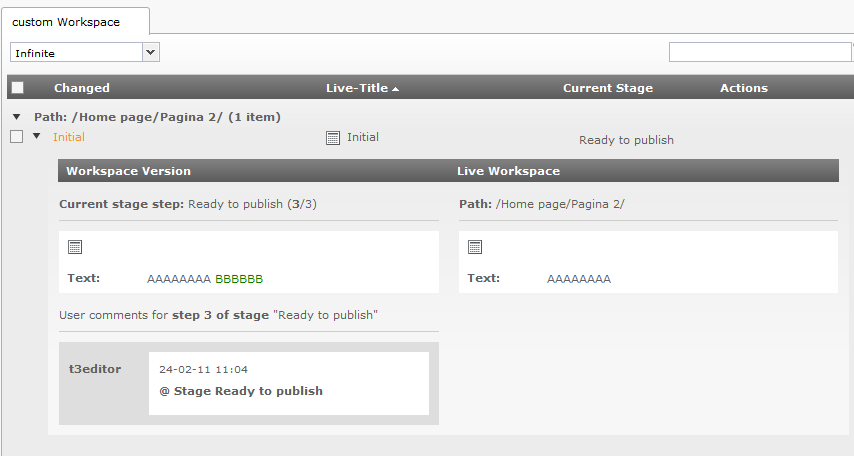 custom Workspace
Infinite
Changed Live-Title Current Stage Actions
Path: /Home page/Pagina 2/ (1 item)
Initial Initial Ready to publish
Workspace Version Live Workspace
Current stage step: Ready to publish (3/3) Path: /Home page/Pagina 2/
Text: AAAAAAAA BBBBBB Text: AAAAAAAA
User comments for step 3 of stage "Ready to publish"
t3editor 24-02-11 11:04
@ Stage Ready to publish